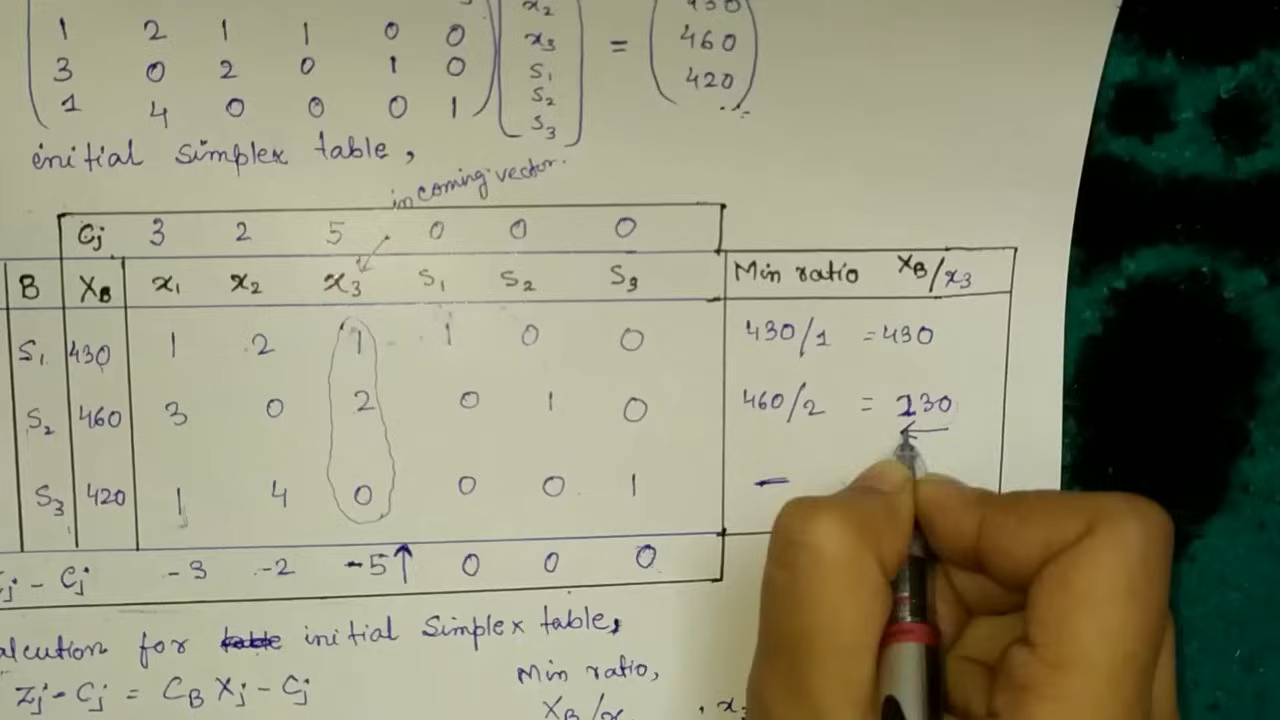 x2 430
1 2 1 1 0 0 x3 = 460
3 0 2 0 1 0 S1 420
1 4 0 0 0 1 S2
S3
initial simplex table,
incoming vector.
Cj 3 2 5 0 0 0
B XB x1 x2 x3 S1 S2 S3 Min ratio XB/x3
S1 430 1 2 1 1 0 0 430/1 = 430
S2 460 3 0 2 0 1 0 460/2 = 230
S3 420 1 4 0 0 0 1 -
j - Cj -3 -2 -5↑ 0 0 0
alcution for initial simplex table,
Zj - Cj = CB Xj - Cj
Min ratio,
XB/x